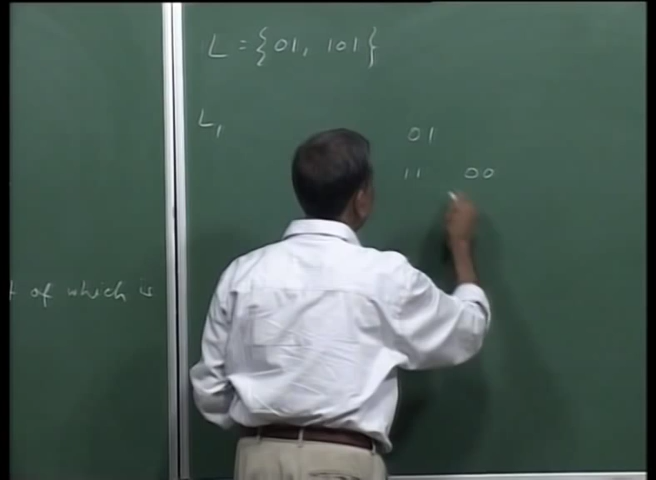 L = {01, 101}
L₁ 01
11 00
of which is